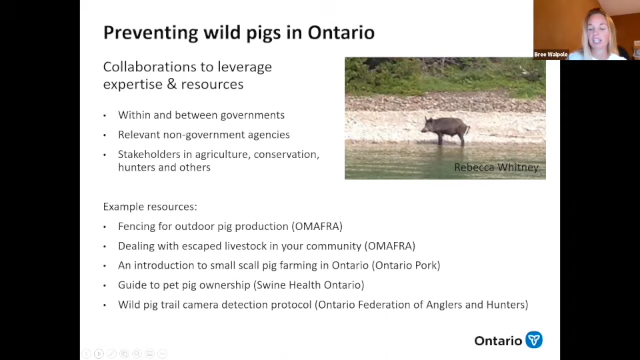 Preventing wild pigs in Ontario
Bree Walpole
Collaborations to leverage
expertise & resources
• Within and between governments
• Relevant non-government agencies
• Stakeholders in agriculture, conservation,
hunters and others
Rebecca Whitney
Example resources:
• Fencing for outdoor pig production (OMAFRA)
• Dealing with escaped livestock in your community (OMAFRA)
• An introduction to small scall pig farming in Ontario (Ontario Pork)
• Guide to pet pig ownership (Swine Health Ontario)
• Wild pig trail camera detection protocol (Ontario Federation of Anglers and Hunters)
Ontario